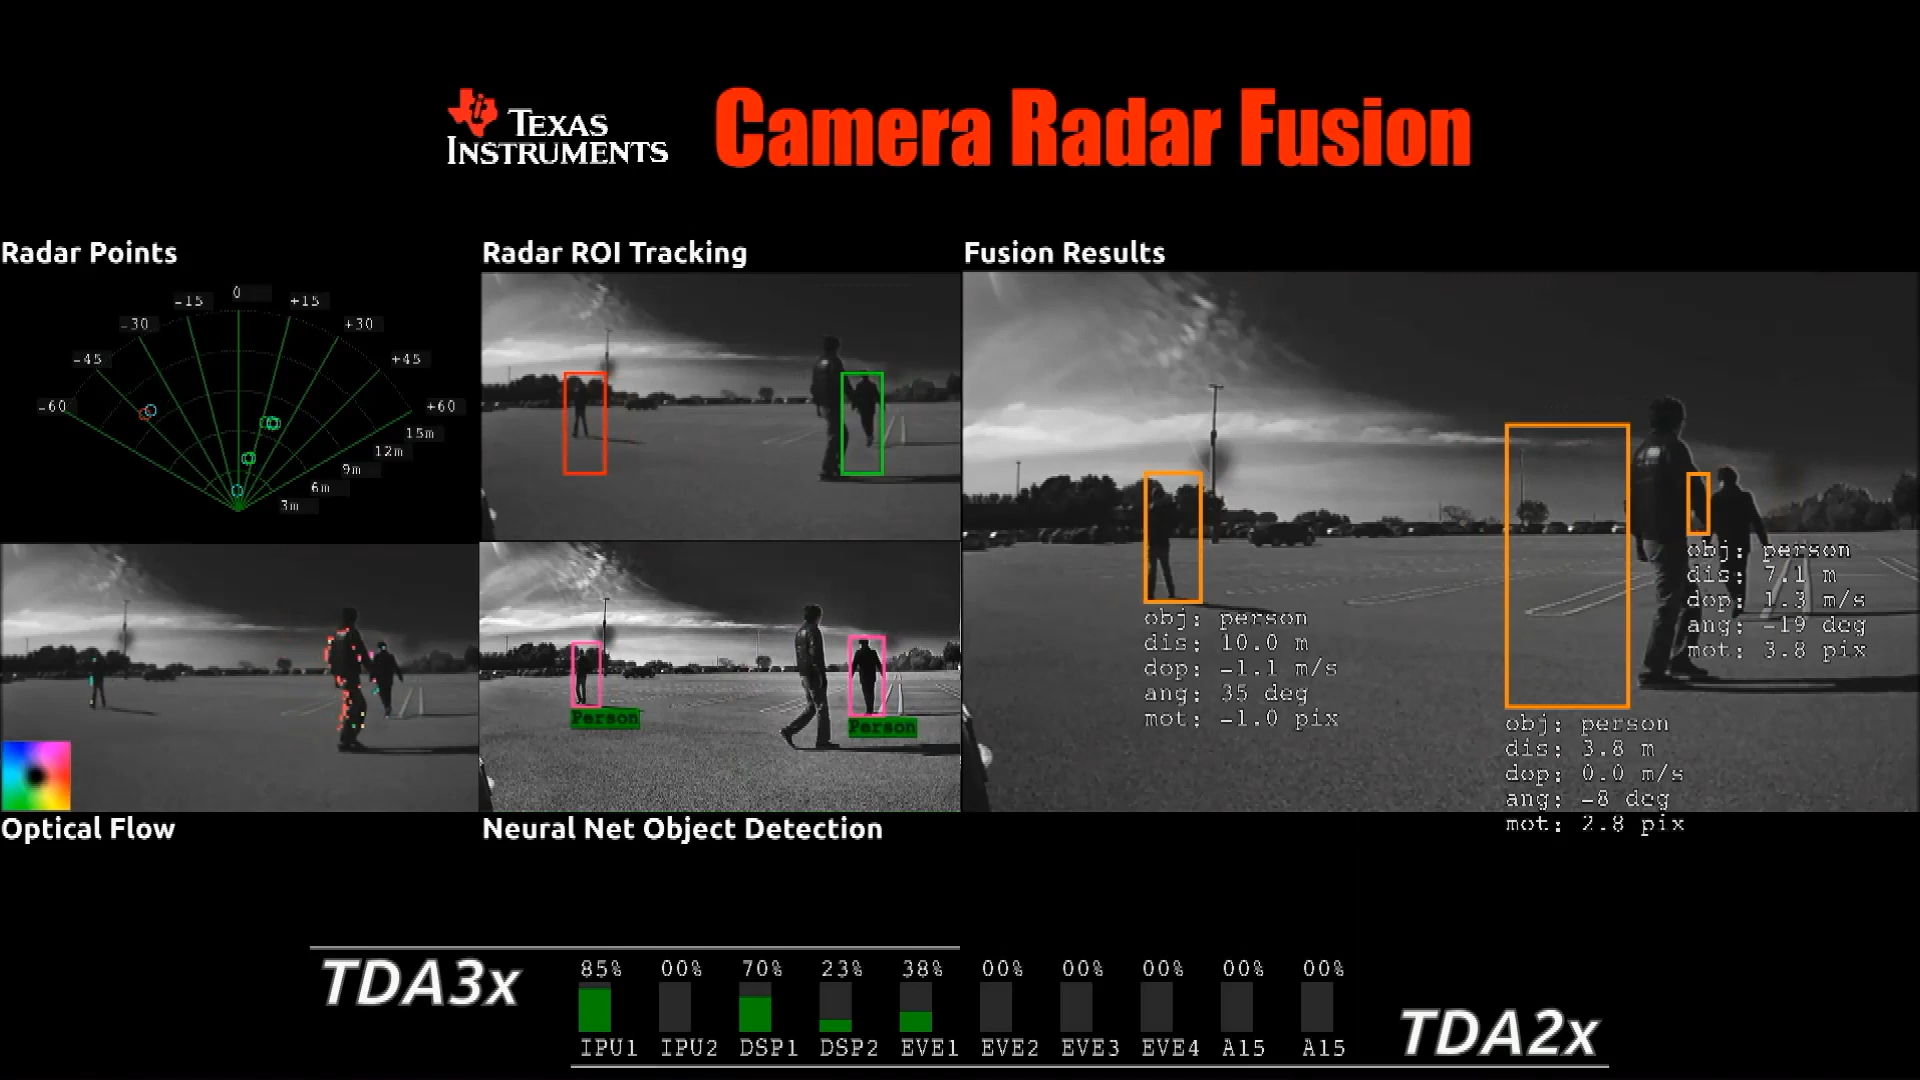 TEXAS
INSTRUMENTS
Camera Radar Fusion
Radar Points
Radar ROI Tracking
Fusion Results
-60
-45
-30
-15
0
+15
+30
+45
+60
15m
12m
9m
6m
3m
obj: person
dis: 10.0 m
dop: -1.1 m/s
ang: 35 deg
mot: -1.0 pix
obj: person
dis: 3.8 m
dop: 0.0 m/s
ang: -8 deg
mot: 2.8 pix
obj: person
dis: 7.1 m
dop: 1.3 m/s
ang: -19 deg
mot: 3.8 pix
Person
Person
Optical Flow
Neural Net Object Detection
TDA3x
85% 00% 70% 23% 38% 00% 00% 00% 00% 00%
IPU1 IPU2 DSP1 DSP2 EVE1 EVE2 EVE3 EVE4 A15 A15
TDA2x